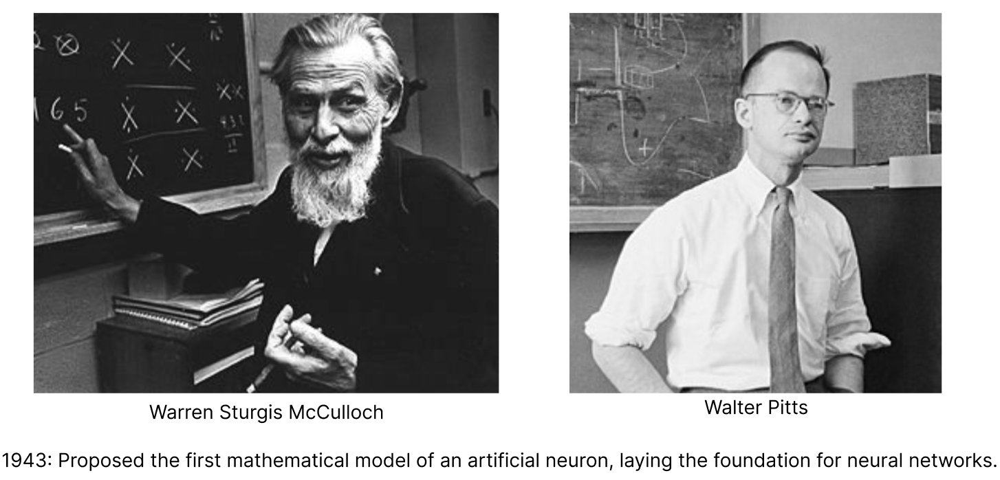 165
Warren Sturgis McCulloch
Walter Pitts
1943: Proposed the first mathematical model of an artificial neuron, laying the foundation for neural networks.